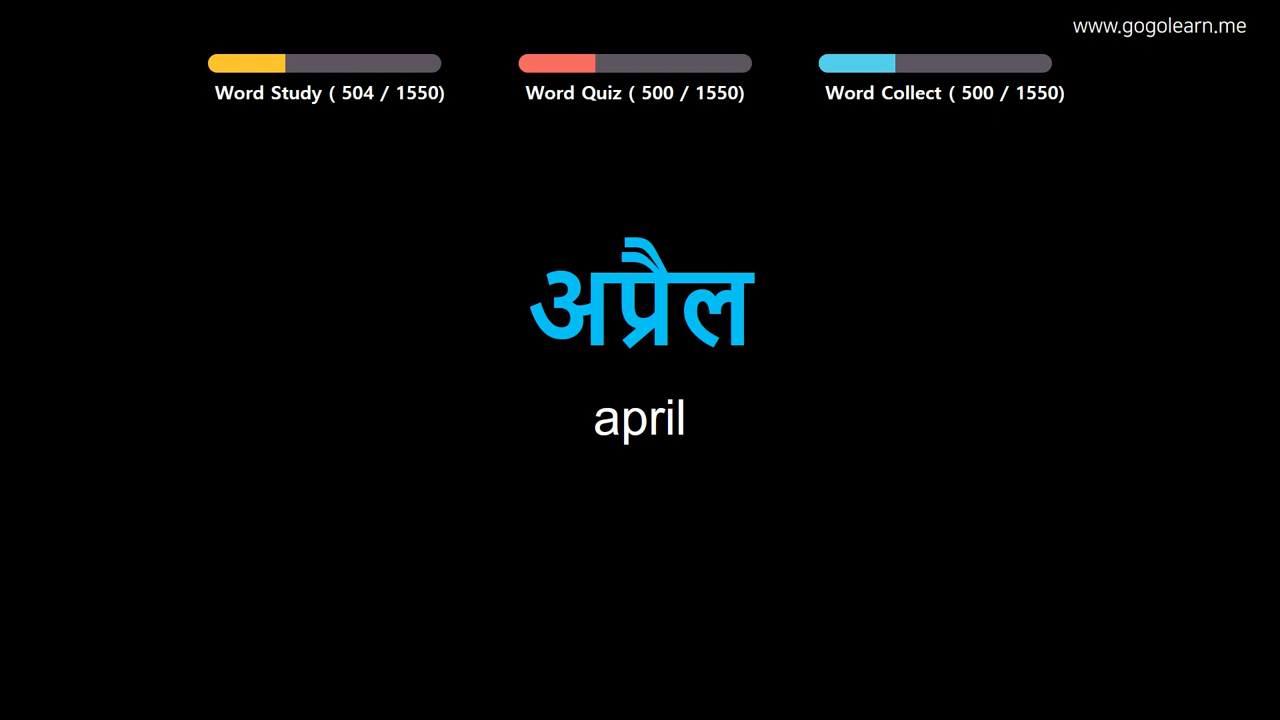 www.gogolearn.me
Word Study ( 504 / 1550)
Word Quiz ( 500 / 1550)
Word Collect ( 500 / 1550)
अप्रैल
april